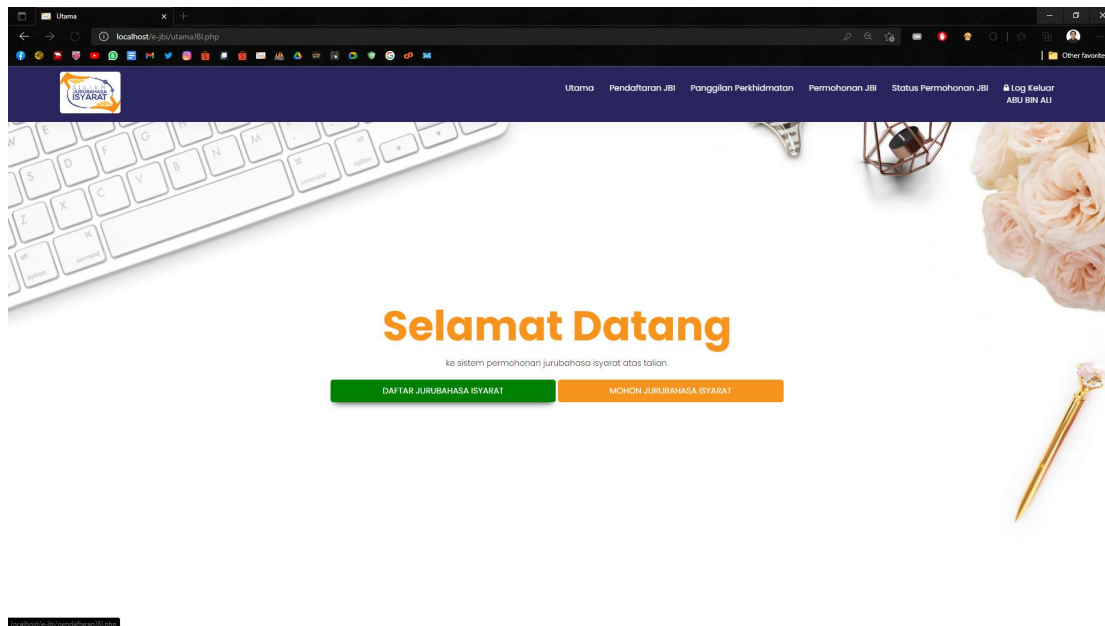 Utama
localhost/e-jbi/utamaJBI.php
Other favorite
SISTEM
JURUBAHASA
ISYARAT
Utama Pendaftaran JBI Panggilan Perkhidmatan Permohonan JBI Status Permohonan JBI Log Keluar
ABU BIN ALI
Selamat Datang
ke sistem permohonan jurubahasa isyarat atas talian.
DAFTAR JURUBAHASA ISYARAT MOHON JURUBAHASA ISYARAT
localhost/e-jbi/pendaftaranJBI.php